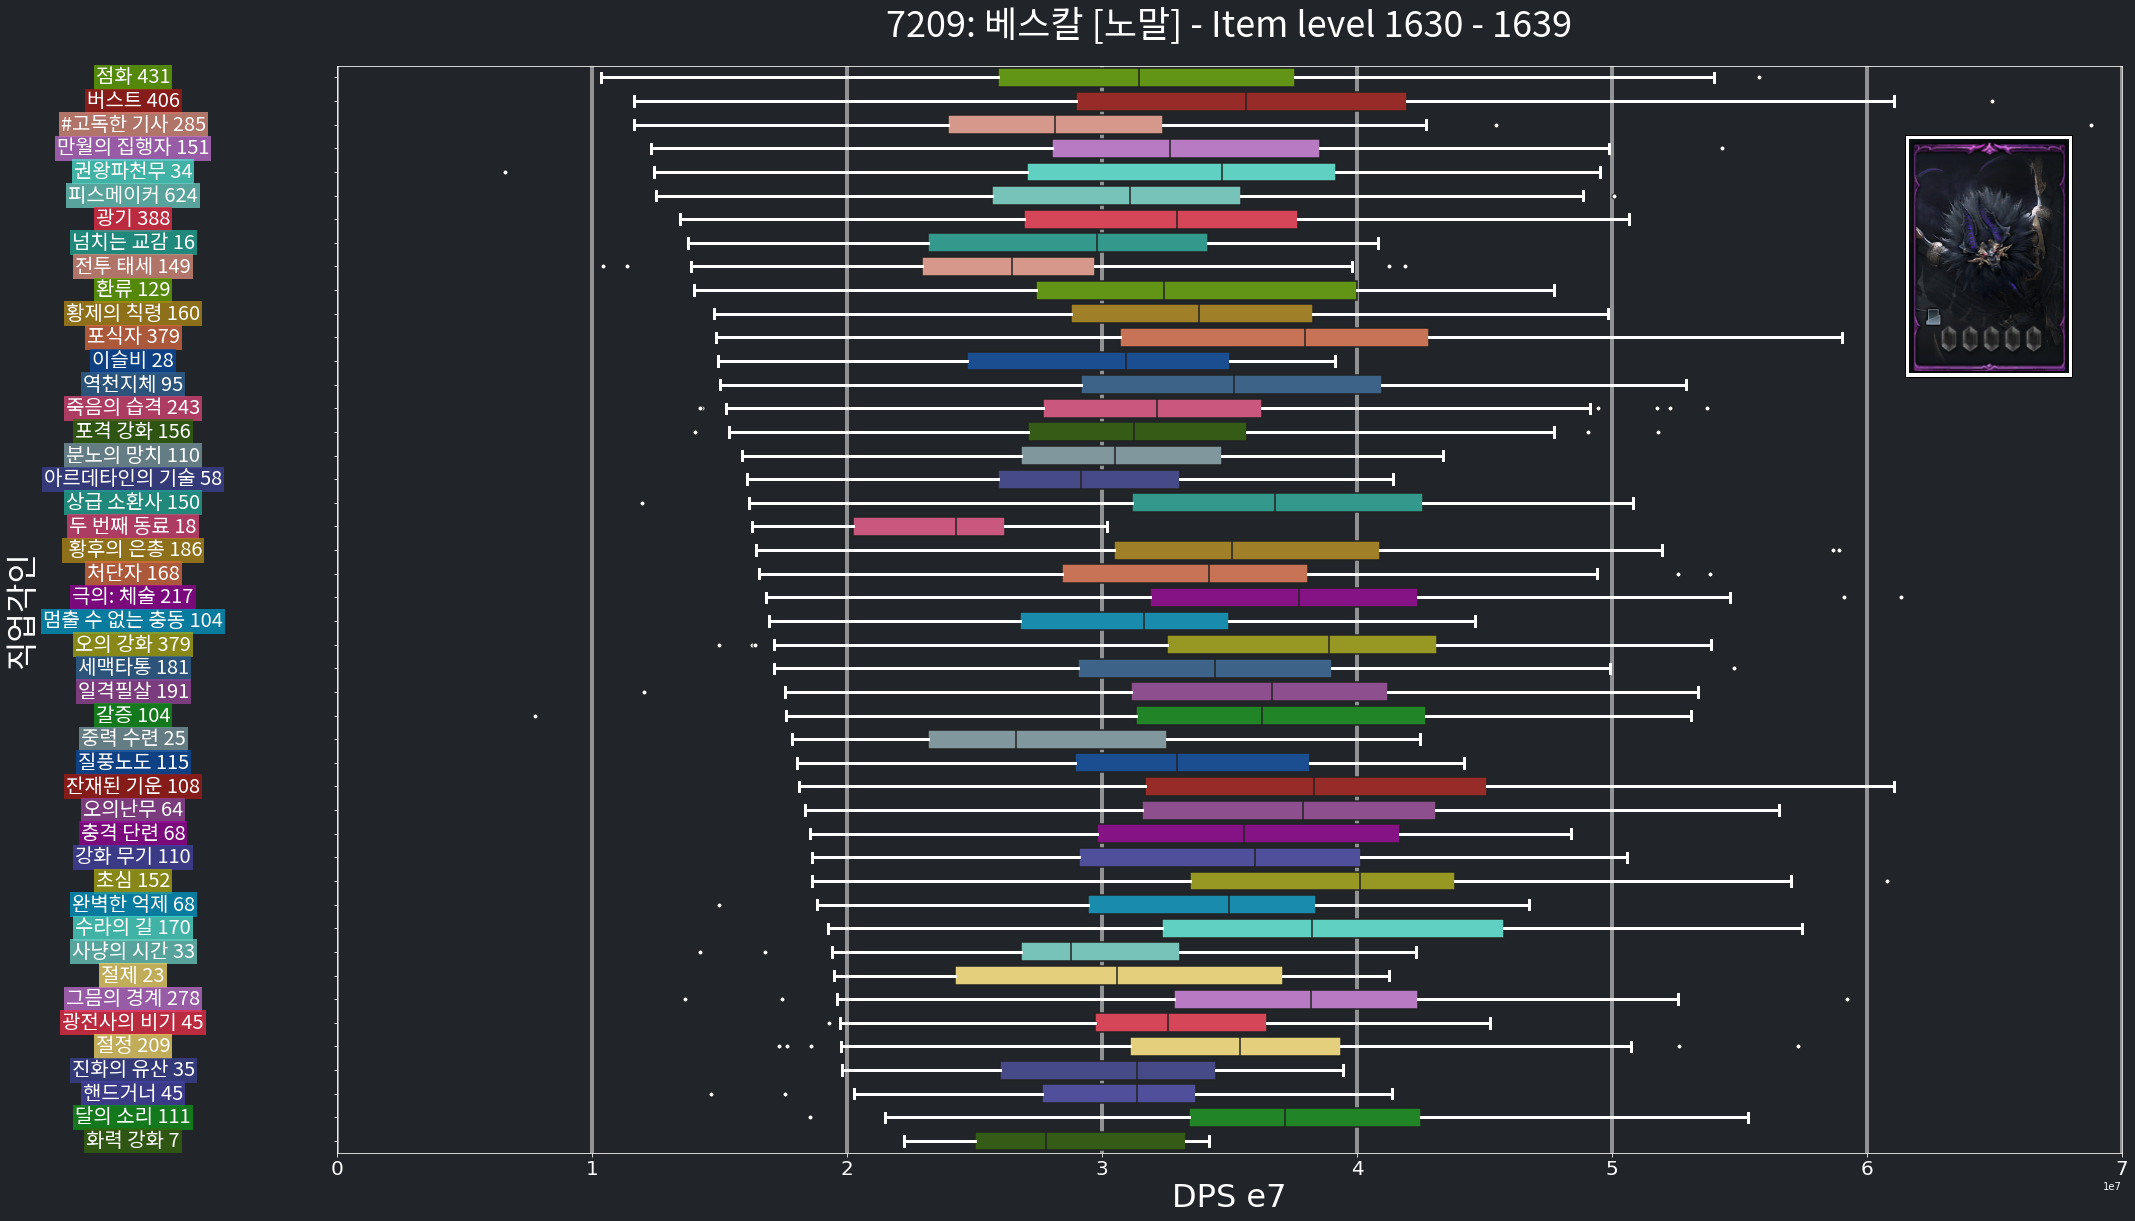 7209: 베스칼 [노말] - Item level 1630 - 1639
점화 431
버스트 406
#고독한 기사 285
만월의 집행자 151
권왕파천무 34
피스메이커 624
광기 388
넘치는 교감 16
전투 태세 149
환류 129
황제의 칙령 160
포식자 379
이슬비 28
역천지체 95
죽음의 습격 243
포격 강화 156
분노의 망치 110
아르데타인의 기술 58
상급 소환사 150
두 번째 동료 18
황후의 은총 186
처단자 168
극의: 체술 217
멈출 수 없는 충동 104
오의 강화 379
세맥타통 181
일격필살 191
갈증 104
중력 수련 25
질풍노도 115
잔재된 기운 108
오의난무 64
충격 단련 68
강화 무기 110
초심 152
완벽한 억제 68
수라의 길 170
사냥의 시간 33
절제 23
그믐의 경계 278
광전사의 비기 45
절정 209
진화의 유산 35
핸드거너 45
달의 소리 111
화력 강화 7
직업각인
0 1 2 3 4 5 6 7
DPS e7
1e7